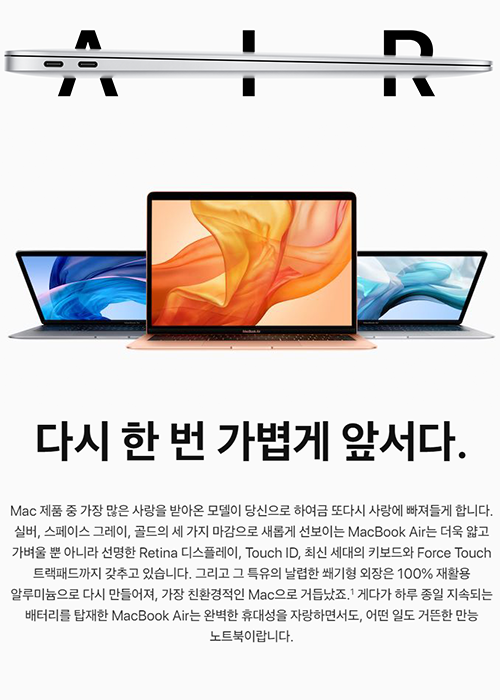 AIR
다시 한 번 가볍게 앞서다.
Mac 제품 중 가장 많은 사랑을 받아온 모델이 당신으로 하여금 또다시 사랑에 빠져들게 합니다.
실버, 스페이스 그레이, 골드의 세 가지 마감으로 새롭게 선보이는 MacBook Air는 더욱 얇고
가벼울 뿐 아니라 선명한 Retina 디스플레이, Touch ID, 최신 세대의 키보드와 Force Touch
트랙패드까지 갖추고 있습니다. 그리고 그 특유의 날렵한 쐐기형 외장은 100% 재활용
알루미늄으로 다시 만들어져, 가장 친환경적인 Mac으로 거듭났죠.¹ 게다가 하루 종일 지속되는
배터리를 탑재한 MacBook Air는 완벽한 휴대성을 자랑하면서도, 어떤 일도 거뜬한 만능
노트북이랍니다.